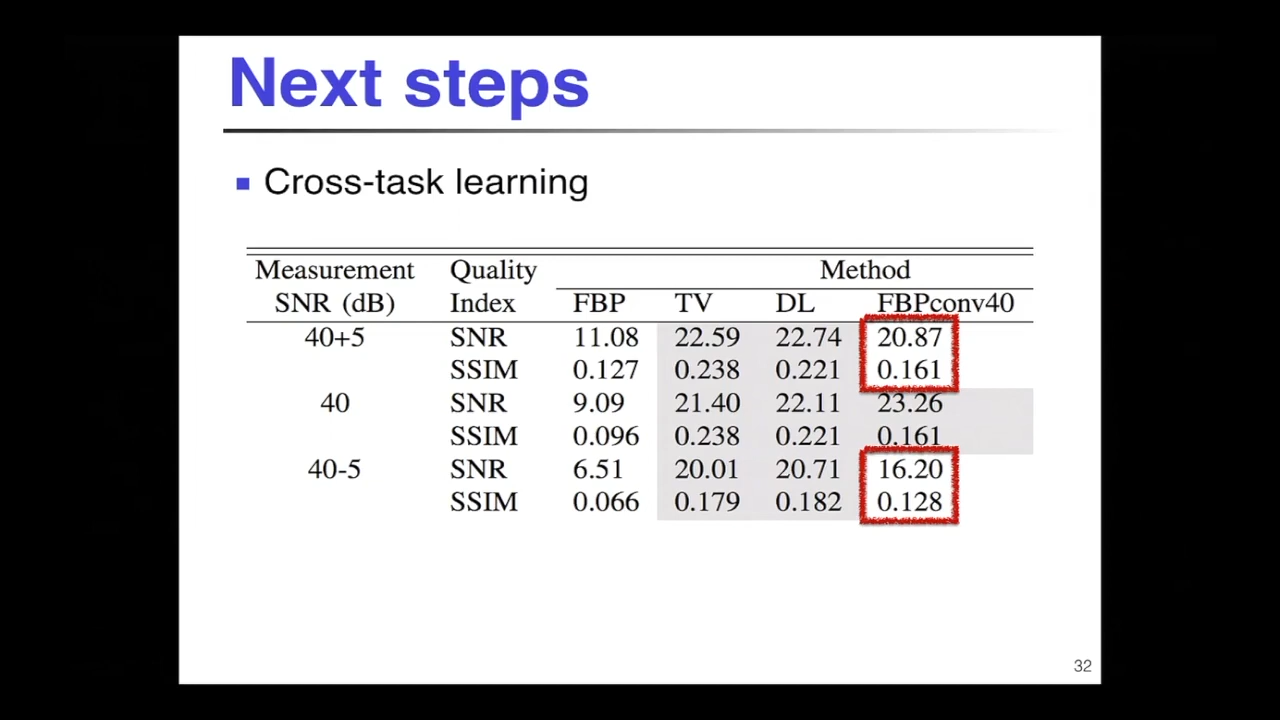 Next steps
Cross-task learning
Measurement Quality Method
SNR (dB) Index FBP TV DL FBPconv40
40+5 SNR 11.08 22.59 22.74 20.87
SSIM 0.127 0.238 0.221 0.161
40 SNR 9.09 21.40 22.11 23.26
SSIM 0.096 0.238 0.221 0.161
40-5 SNR 6.51 20.01 20.71 16.20
SSIM 0.066 0.179 0.182 0.128
32